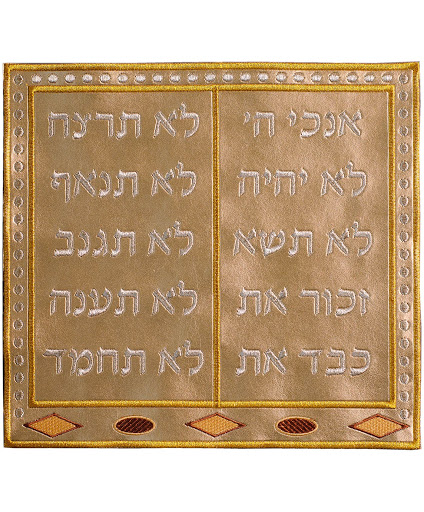 אנכי ה'
לא יהיה
לא תשא
זכור את
כבד את
לא תרצח
לא תנאף
לא תגנב
לא תענה
לא תחמד